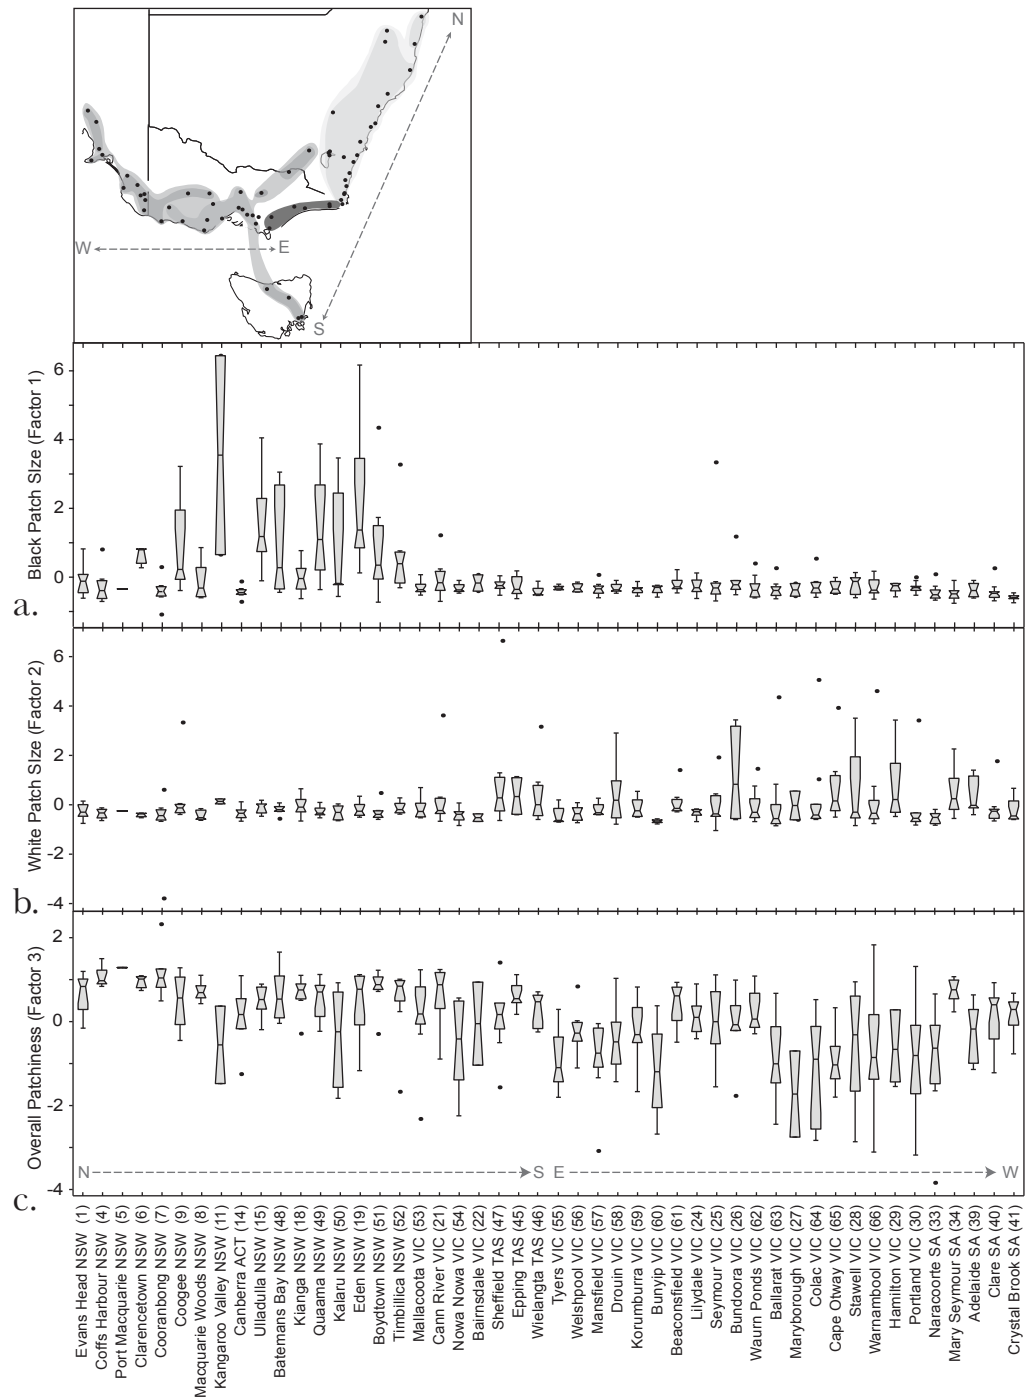 N
W
E
S
Black Patch SIze (Factor 1)
6
4
2
0
a.
White Patch SIze (Factor 2)
6
4
2
0
-2
-4
b.
Overall Patchiness (Factor 3)
2
0
-2
-4
N
S
E
W
c.
Evans Head NSW (1)
Coffs Harbour NSW (4)
Port Macquarie NSW (5)
Clarencetown NSW (6)
Cooranbong NSW (7)
Coogee NSW (9)
Macquarie Woods NSW (8)
Kangaroo Valley NSW (11)
Canberra ACT (14)
Ulladulla NSW (15)
Batemans Bay NSW (48)
Kianga NSW (18)
Quaama NSW (49)
Kalaru NSW (50)
Eden NSW (19)
Boydtown NSW (51)
Timbillica NSW (52)
Mallacoota VIC (53)
Cann River VIC (21)
Nowa Nowa VIC (54)
Bairnsdale VIC (22)
Sheffield TAS (47)
Epping TAS (45)
Wielangta TAS (46)
Tyers VIC (55)
Welshpool VIC (56)
Mansfield VIC (57)
Drouin VIC (58)
Korumburra VIC (59)
Bunyip VIC (60)
Beaconsfield VIC (61)
Lilydale VIC (24)
Seymour VIC (25)
Bundoora VIC (26)
Waurn Ponds VIC (62)
Ballarat VIC (63)
Maryborough VIC (27)
Colac VIC (64)
Cape Otway VIC (65)
Stawell VIC (28)
Warnambool VIC (66)
Hamilton VIC (29)
Portland VIC (30)
Naracoorte SA (33)
Mary Seymour SA (34)
Adelaide SA (39)
Clare SA (40)
Crystal Brook SA (41)